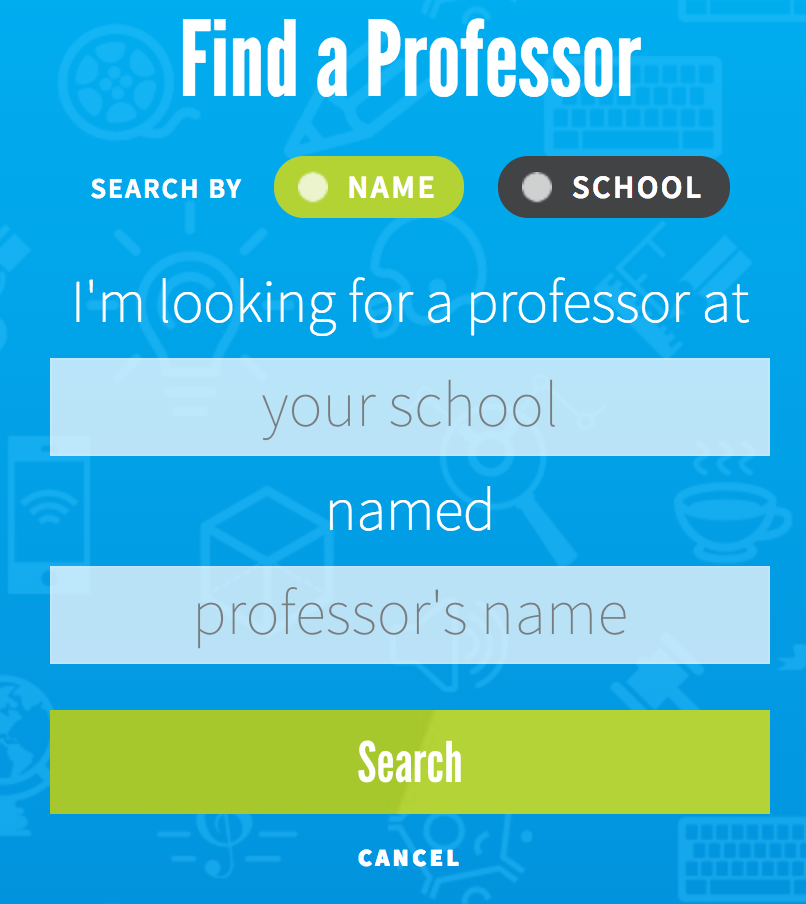 Find a Professor
SEARCH BY NAME SCHOOL
I'm looking for a professor at
your school
named
professor's name
Search
CANCEL